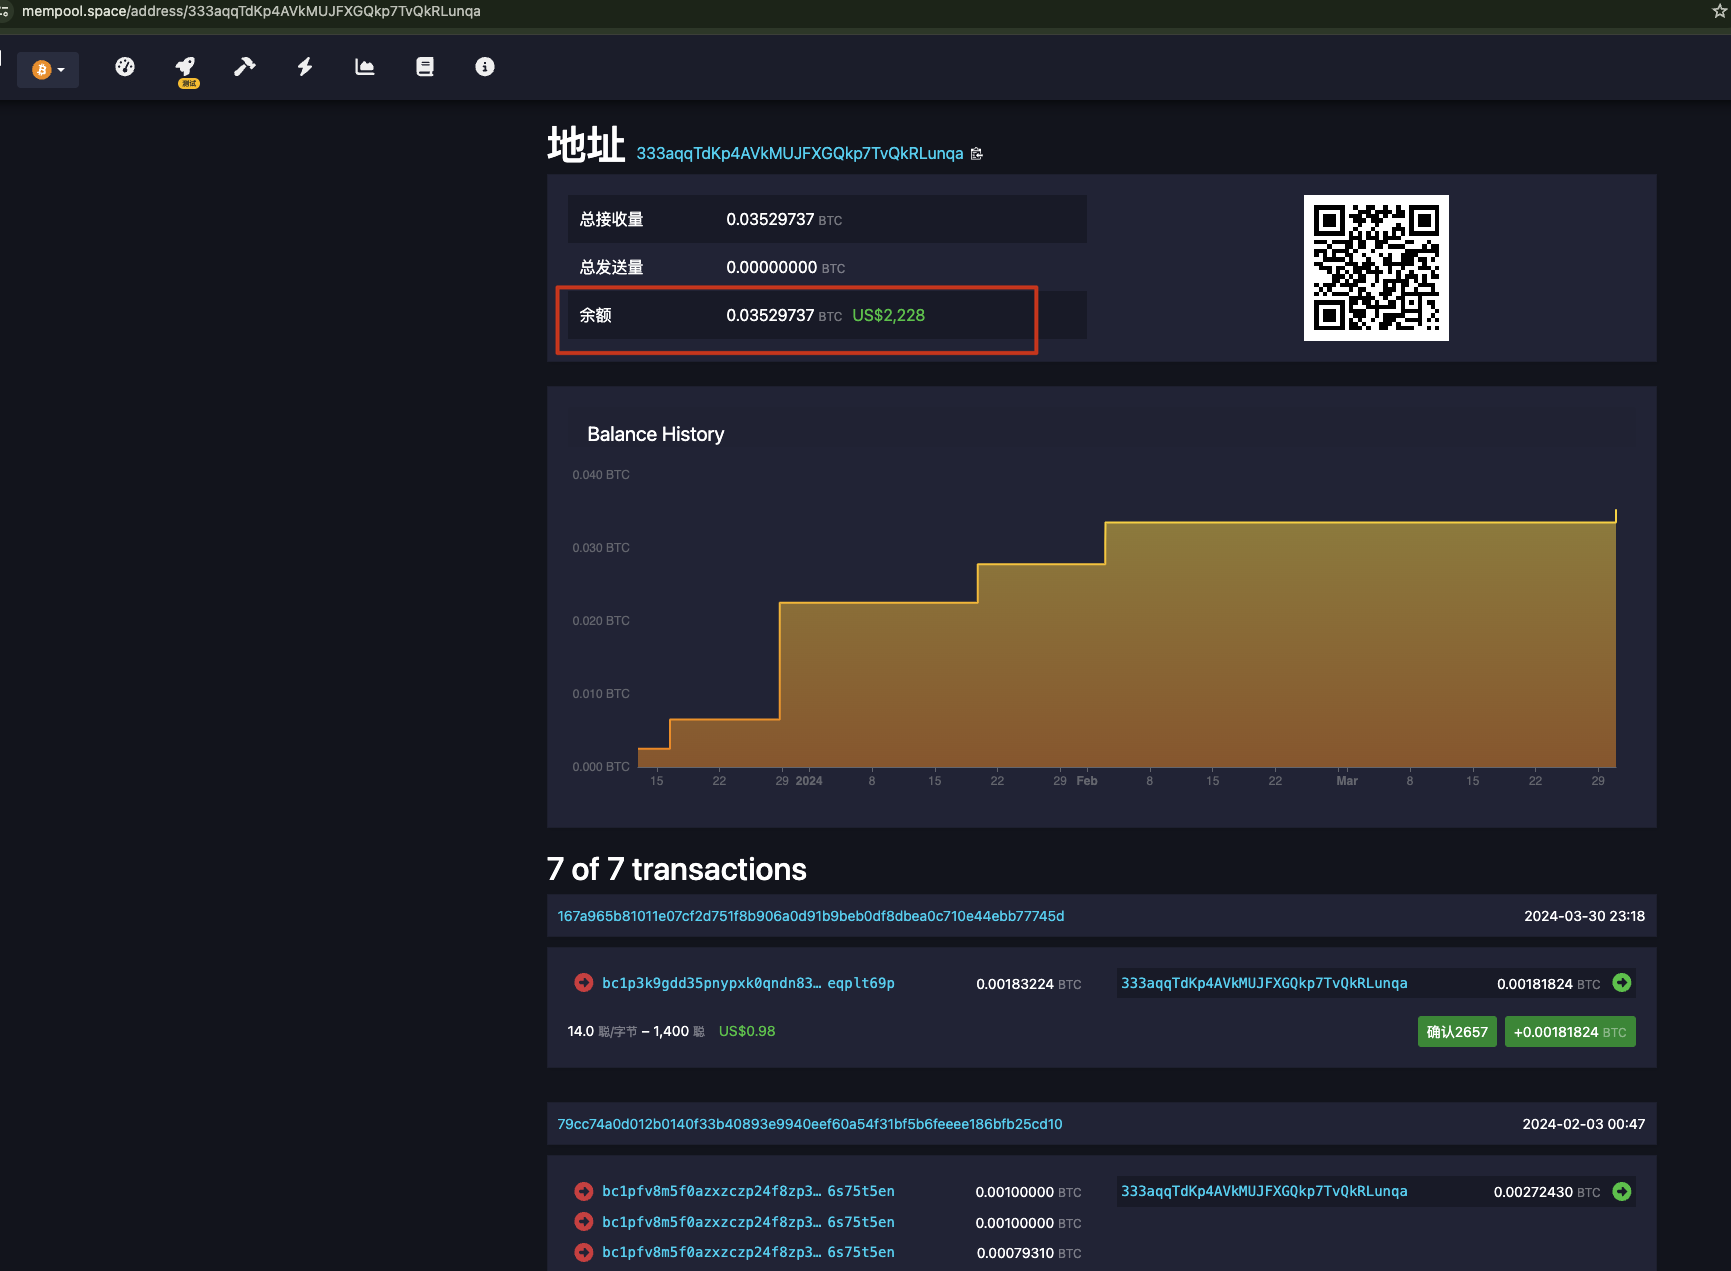 mempool.space/address/333aqqTdKp4AVkMUJFXGQkp7TvQkRLunqa
测试
地址 333aqqTdKp4AVkMUJFXGQkp7TvQkRLunqa
总接收量 0.03529737 BTC
总发送量 0.00000000 BTC
余额 0.03529737 BTC US$2,228
Balance History
0.040 BTC
0.030 BTC
0.020 BTC
0.010 BTC
0.000 BTC
15 22 29 2024 8 15 22 29 Feb 8 15 22 Mar 8 15 22 29
7 of 7 transactions
167a965b81011e07cf2d751f8b906a0d91b9beb0df8dbea0c710e44ebb77745d 2024-03-30 23:18
bc1p3k9gdd35pnypxk0qndn83… eqplt69p 0.00183224 BTC 333aqqTdKp4AVkMUJFXGQkp7TvQkRLunqa 0.00181824 BTC
14.0 聪/字节 – 1,400 聪 US$0.98 确认2657 +0.00181824 BTC
79cc74a0d012b0140f33b40893e9940eef60a54f31bf5b6feeee186bfb25cd10 2024-02-03 00:47
bc1pfv8m5f0azxzczp24f8zp3… 6s75t5en 0.00100000 BTC 333aqqTdKp4AVkMUJFXGQkp7TvQkRLunqa 0.00272430 BTC
bc1pfv8m5f0azxzczp24f8zp3… 6s75t5en 0.00100000 BTC
bc1pfv8m5f0azxzczp24f8zp3… 6s75t5en 0.00079310 BTC